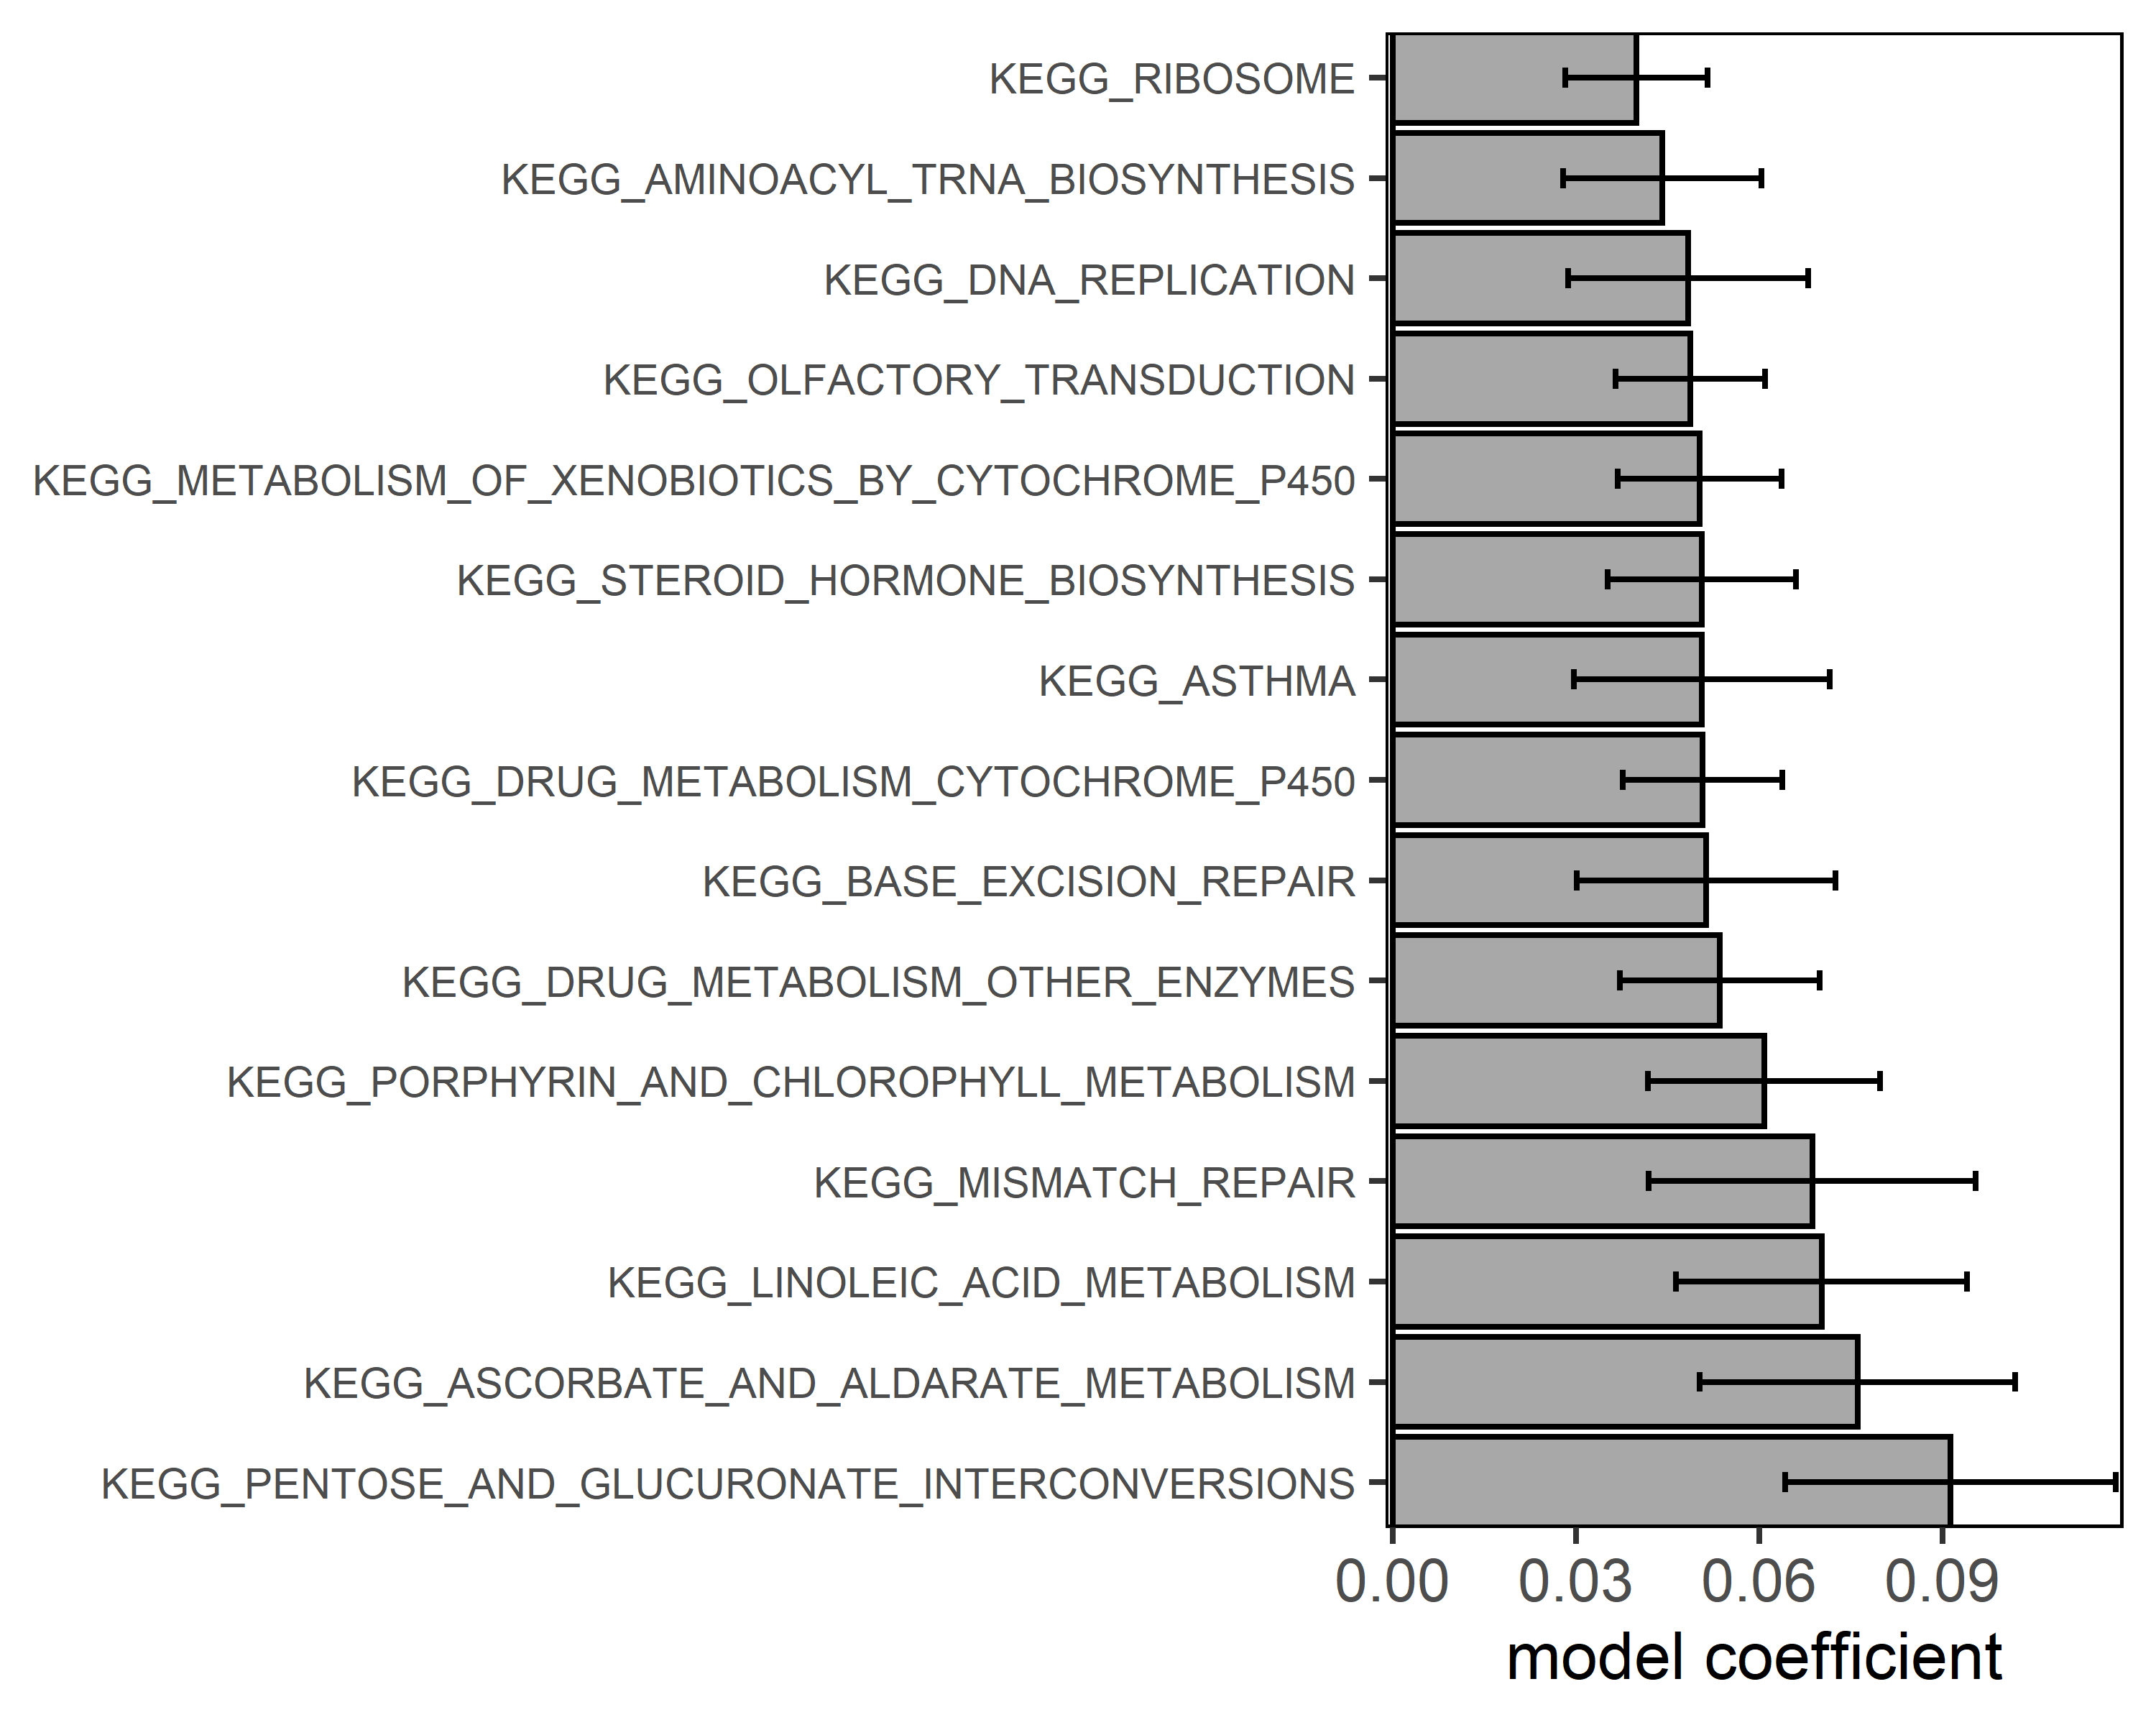 KEGG_RIBOSOME
KEGG_AMINOACYL_TRNA_BIOSYNTHESIS
KEGG_DNA_REPLICATION
KEGG_OLFACTORY_TRANSDUCTION
KEGG_METABOLISM_OF_XENOBIOTICS_BY_CYTOCHROME_P450
KEGG_STEROID_HORMONE_BIOSYNTHESIS
KEGG_ASTHMA
KEGG_DRUG_METABOLISM_CYTOCHROME_P450
KEGG_BASE_EXCISION_REPAIR
KEGG_DRUG_METABOLISM_OTHER_ENZYMES
KEGG_PORPHYRIN_AND_CHLOROPHYLL_METABOLISM
KEGG_MISMATCH_REPAIR
KEGG_LINOLEIC_ACID_METABOLISM
KEGG_ASCORBATE_AND_ALDARATE_METABOLISM
KEGG_PENTOSE_AND_GLUCURONATE_INTERCONVERSIONS
0.00 0.03 0.06 0.09
model coefficient